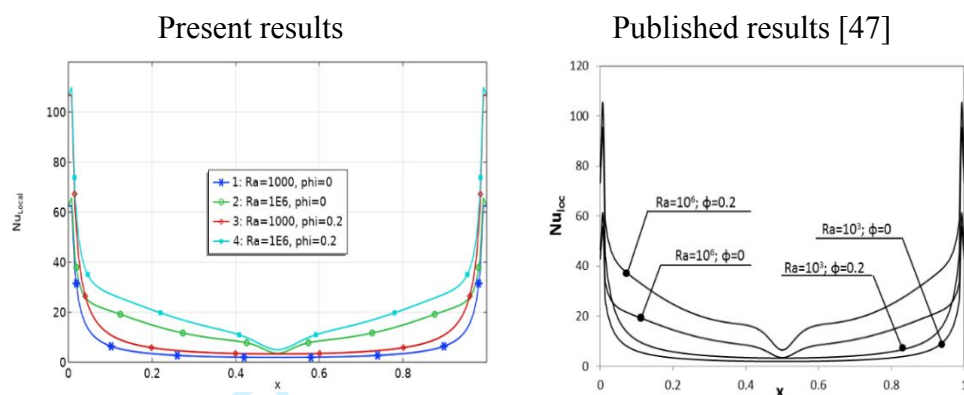 Present results
Published results [47]
Nu_Local
100
80
60
40
20
0
1: Ra=1000, phi=0
2: Ra=1E6, phi=0
3: Ra=1000, phi=0.2
4: Ra=1E6, phi=0.2
0 0.2 0.4 0.6 0.8
x
Nu_loc
120
100
80
60
40
20
0
Ra=10⁶; ϕ=0.2
Ra=10³; ϕ=0
Ra=10⁶; ϕ=0
Ra=10³; ϕ=0.2
0 0.2 0.4 0.6 0.8 1
X